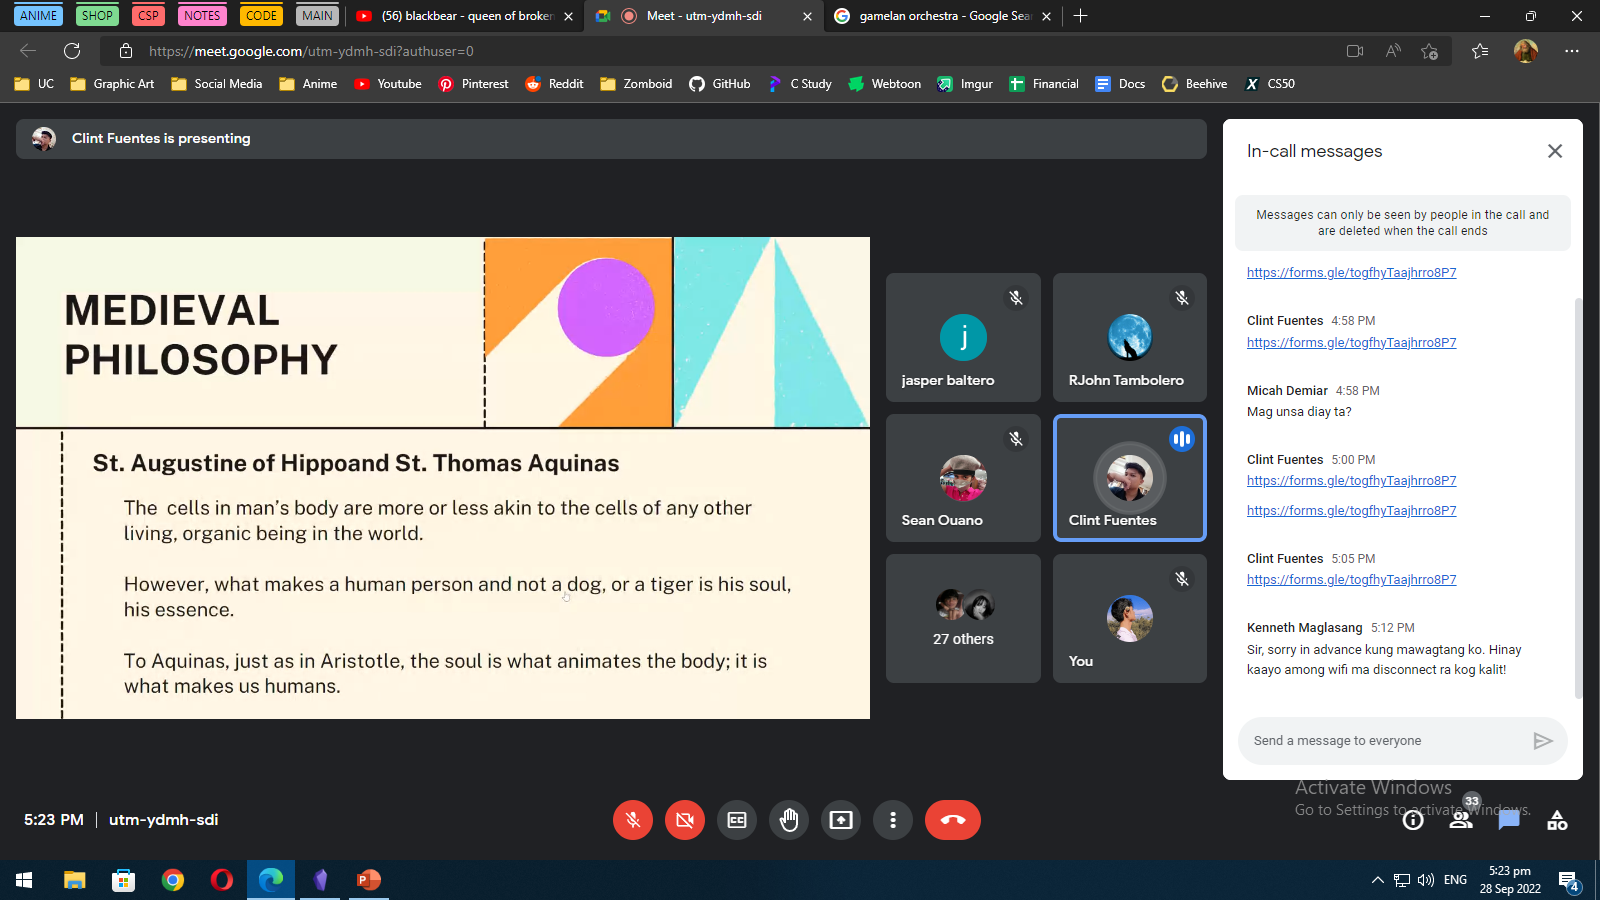 ANIME
SHOP
CSP
NOTES
CODE
MAIN
(56) blackbear - queen of broken
Meet - utm-ydmh-sdi
gamelan orchestra - Google Sear
https://meet.google.com/utm-ydmh-sdi?authuser=0
UC
Graphic Art
Social Media
Anime
Youtube
Pinterest
Reddit
Zomboid
GitHub
C Study
Webtoon
Imgur
Financial
Docs
Beehive
CS50
Clint Fuentes is presenting
MEDIEVAL
PHILOSOPHY
St. Augustine of Hippoand St. Thomas Aquinas
The cells in man's body are more or less akin to the cells of any other
living, organic being in the world.
However, what makes a human person and not a dog, or a tiger is his soul,
his essence.
To Aquinas, just as in Aristotle, the soul is what animates the body; it is
what makes us humans.
j
jasper baltero
RJohn Tambolero
Sean Ouano
Clint Fuentes
27 others
You
In-call messages
Messages can only be seen by people in the call and
are deleted when the call ends
https://forms.gle/togfhyTaajhrro8P7
Clint Fuentes 4:58 PM
https://forms.gle/togfhyTaajhrro8P7
Micah Demiar 4:58 PM
Mag unsa diay ta?
Clint Fuentes 5:00 PM
https://forms.gle/togfhyTaajhrro8P7
https://forms.gle/togfhyTaajhrro8P7
Clint Fuentes 5:05 PM
https://forms.gle/togfhyTaajhrro8P7
Kenneth Maglasang 5:12 PM
Sir, sorry in advance kung mawagtang ko. Hinay
kaayo among wifi ma disconnect ra kog kalit!
Send a message to everyone
Activate Windows
Go to Settings to activate Windows.
33
5:23 PM | utm-ydmh-sdi
ENG
5:23 pm
28 Sep 2022
4